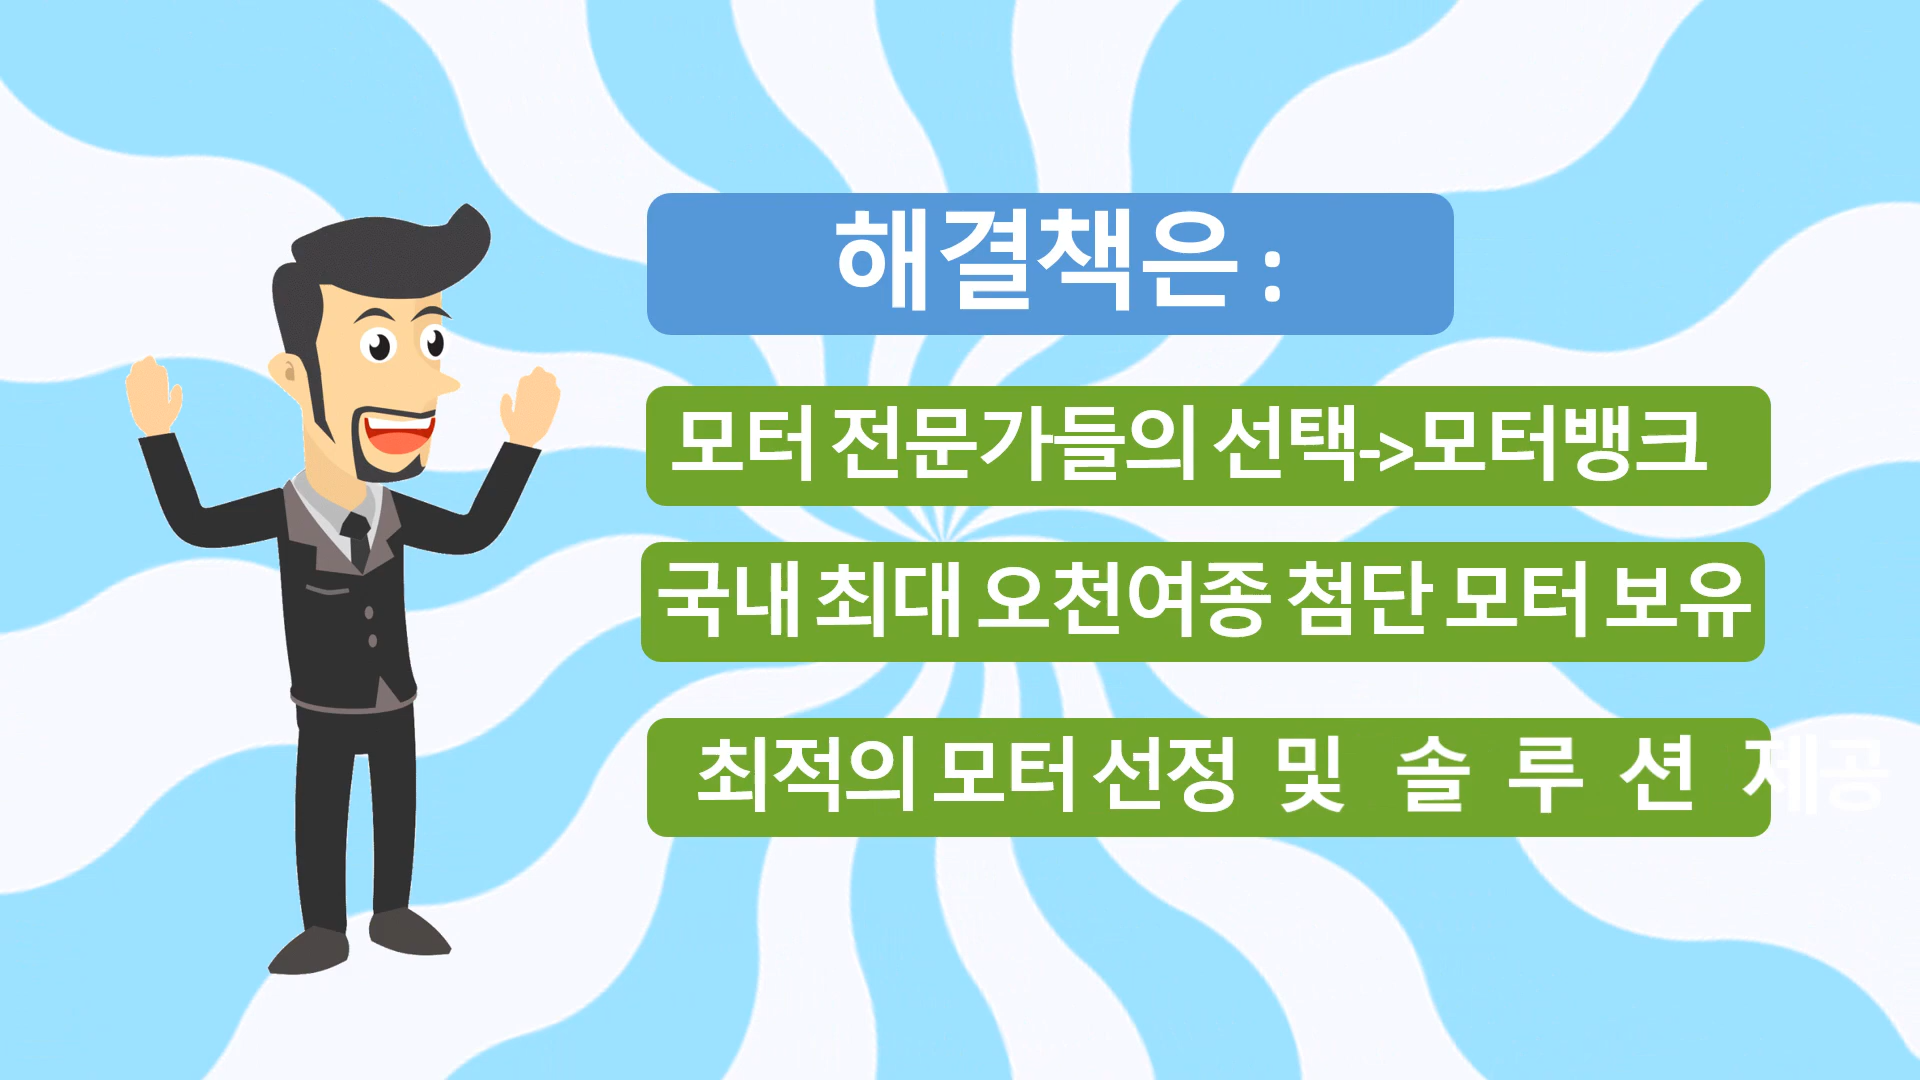 해결책은 :
모터 전문가들의 선택->모터뱅크
국내 최대 오천여종 첨단 모터 보유
최적의 모터 선정 및 솔 루 션 제공